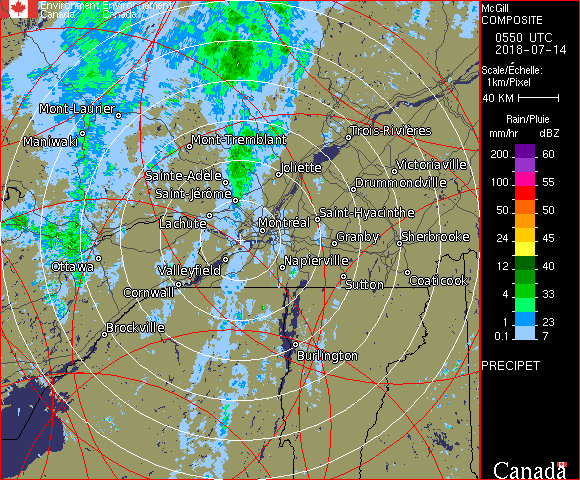 Environment Environnement
Canada Canada
Mont-Laurier
Maniwaki
Mont-Tremblant
Trois-Rivières
Sainte-Adèle
Joliette
Victoriaville
Saint-Jérôme
Drummondville
Lachute
Montréal
Saint-Hyacinthe
Granby
Sherbrooke
Ottawa
Valleyfield
Napierville
Cornwall
Sutton
Coaticook
Brockville
Burlington
McGill
COMPOSITE
0550 UTC
2018-07-14
Scale/Échelle:
1km/Pixel
40 KM
Rain/Pluie
mm/hr dBZ
200 60
150 57
100 55
50 50
24 45
12 40
4 33
2 23
0.1 7
PRECIPET
Canada